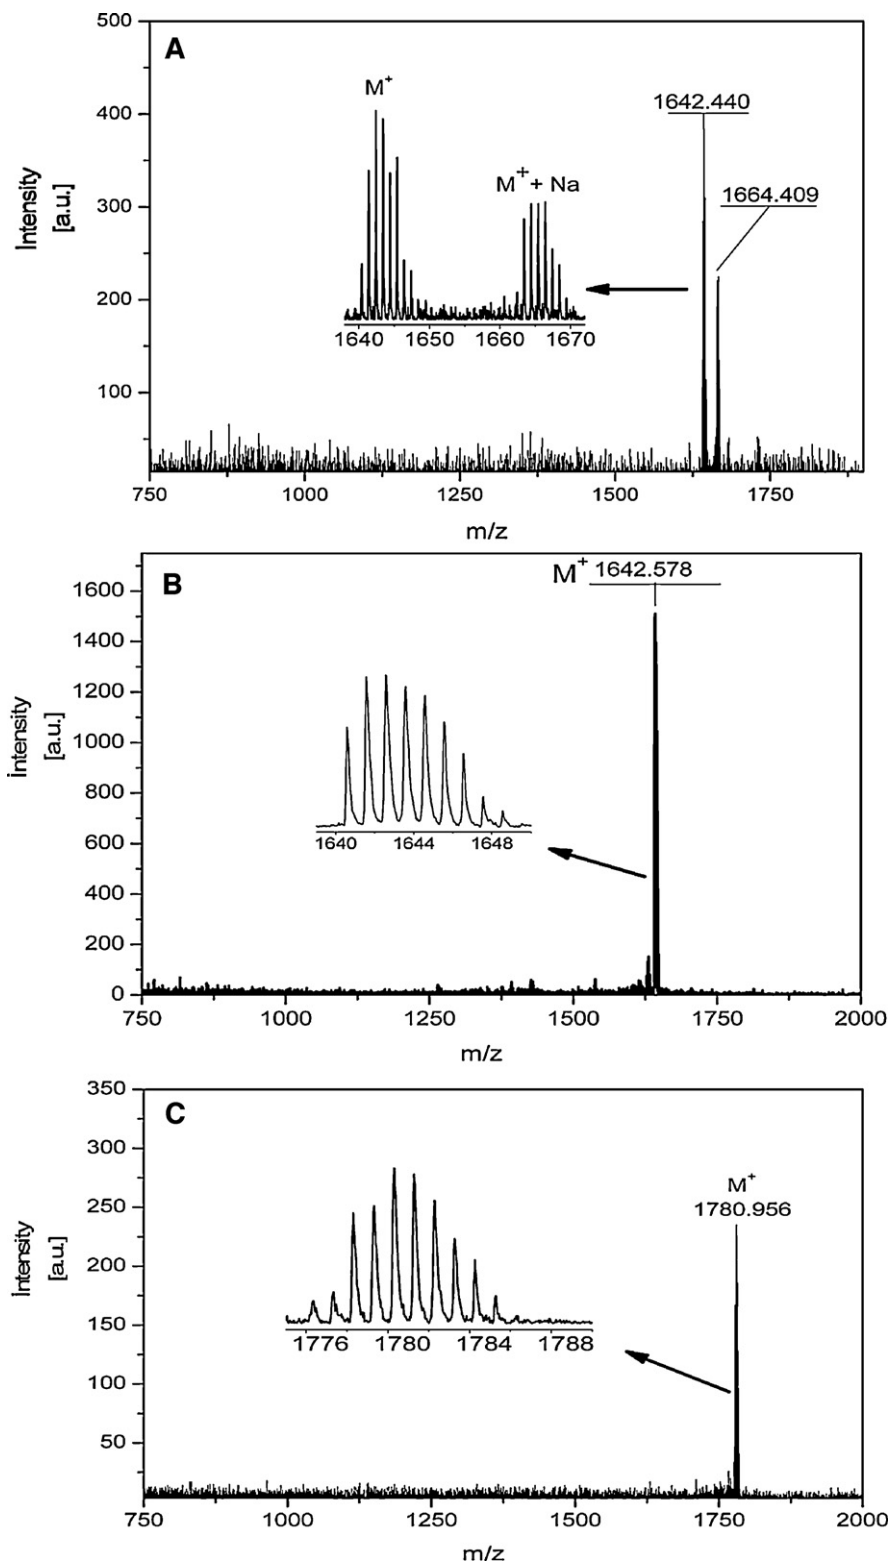 A
500
400
300
200
100
Intensity
[a.u.]
M+
M+ + Na
1640 1650 1660 1670
1642.440
1664.409
750 1000 1250 1500 1750
m/z
B
1600
1400
1200
1000
800
600
400
200
0
Intensity
[a.u.]
M+ 1642.578
1640 1644 1648
750 1000 1250 1500 1750 2000
m/z
C
350
300
250
200
150
100
50
Intensity
[a.u.]
M+
1780.956
1776 1780 1784 1788
750 1000 1250 1500 1750 2000
m/z